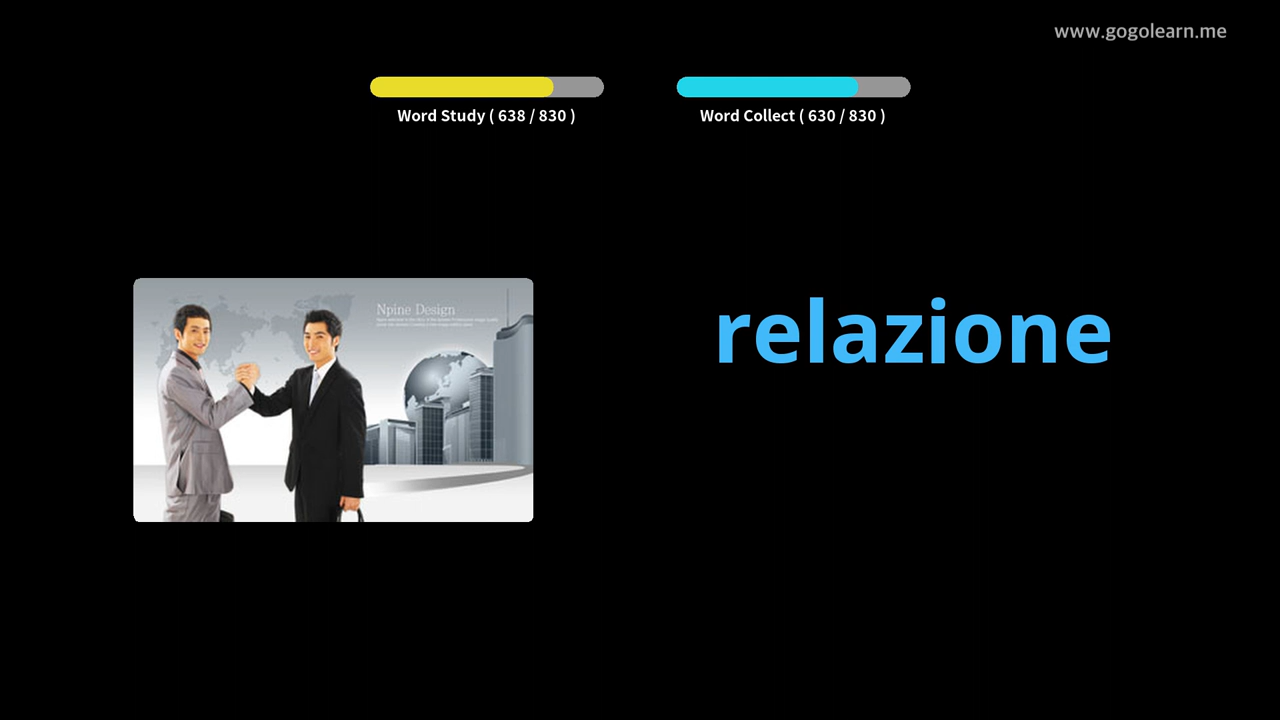 www.gogolearn.me
Word Study ( 638 / 830 )
Word Collect ( 630 / 830 )
Npine Design
relazione